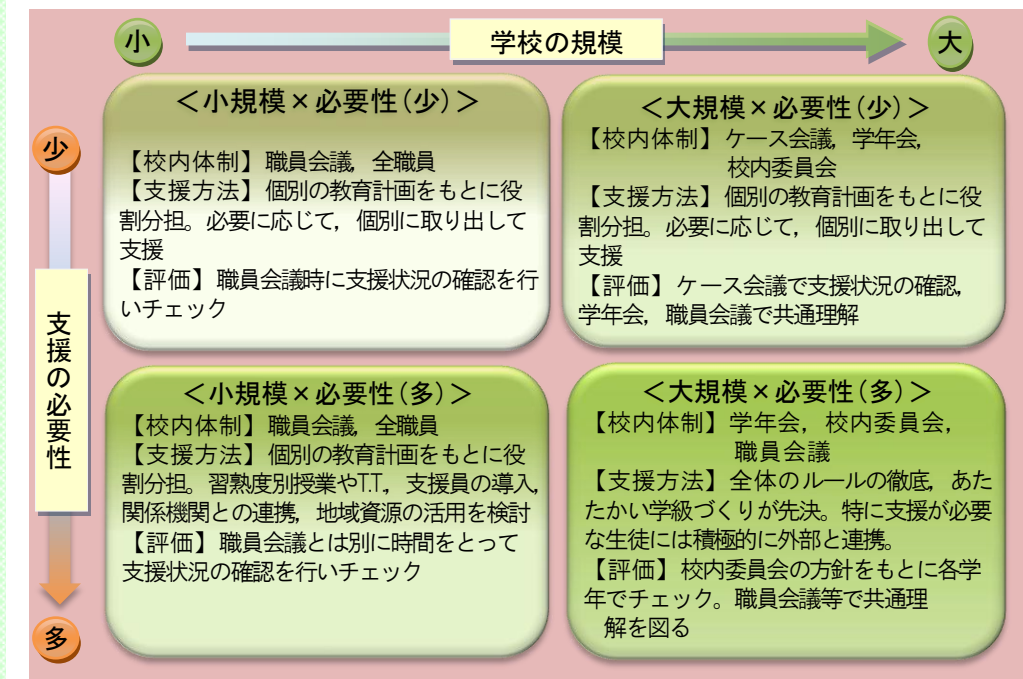 小
学校の規模
大
少
支援の必要性
多
＜小規模×必要性(少)＞
【校内体制】職員会議，全職員
【支援方法】個別の教育計画をもとに役
割分担。必要に応じて，個別に取り出して
支援
【評価】職員会議時に支援状況の確認を行
いチェック
＜大規模×必要性(少)＞
【校内体制】ケース会議，学年会，
校内委員会
【支援方法】個別の教育計画をもとに役
割分担。必要に応じて，個別に取り出して
支援
【評価】ケース会議で支援状況の確認，
学年会，職員会議で共通理解
＜小規模×必要性(多)＞
【校内体制】職員会議，全職員
【支援方法】個別の教育計画をもとに役
割分担。習熟度別授業やT.T，支援員の導入，
関係機関との連携，地域資源の活用を検討
【評価】職員会議とは別に時間をとって
支援状況の確認を行いチェック
＜大規模×必要性(多)＞
【校内体制】学年会，校内委員会，
職員会議
【支援方法】全体のルールの徹底，あた
たかい学級づくりが先決。特に支援が必要
な生徒には積極的に外部と連携。
【評価】校内委員会の方針をもとに各学
年でチェック。職員会議等で共通理
解を図る